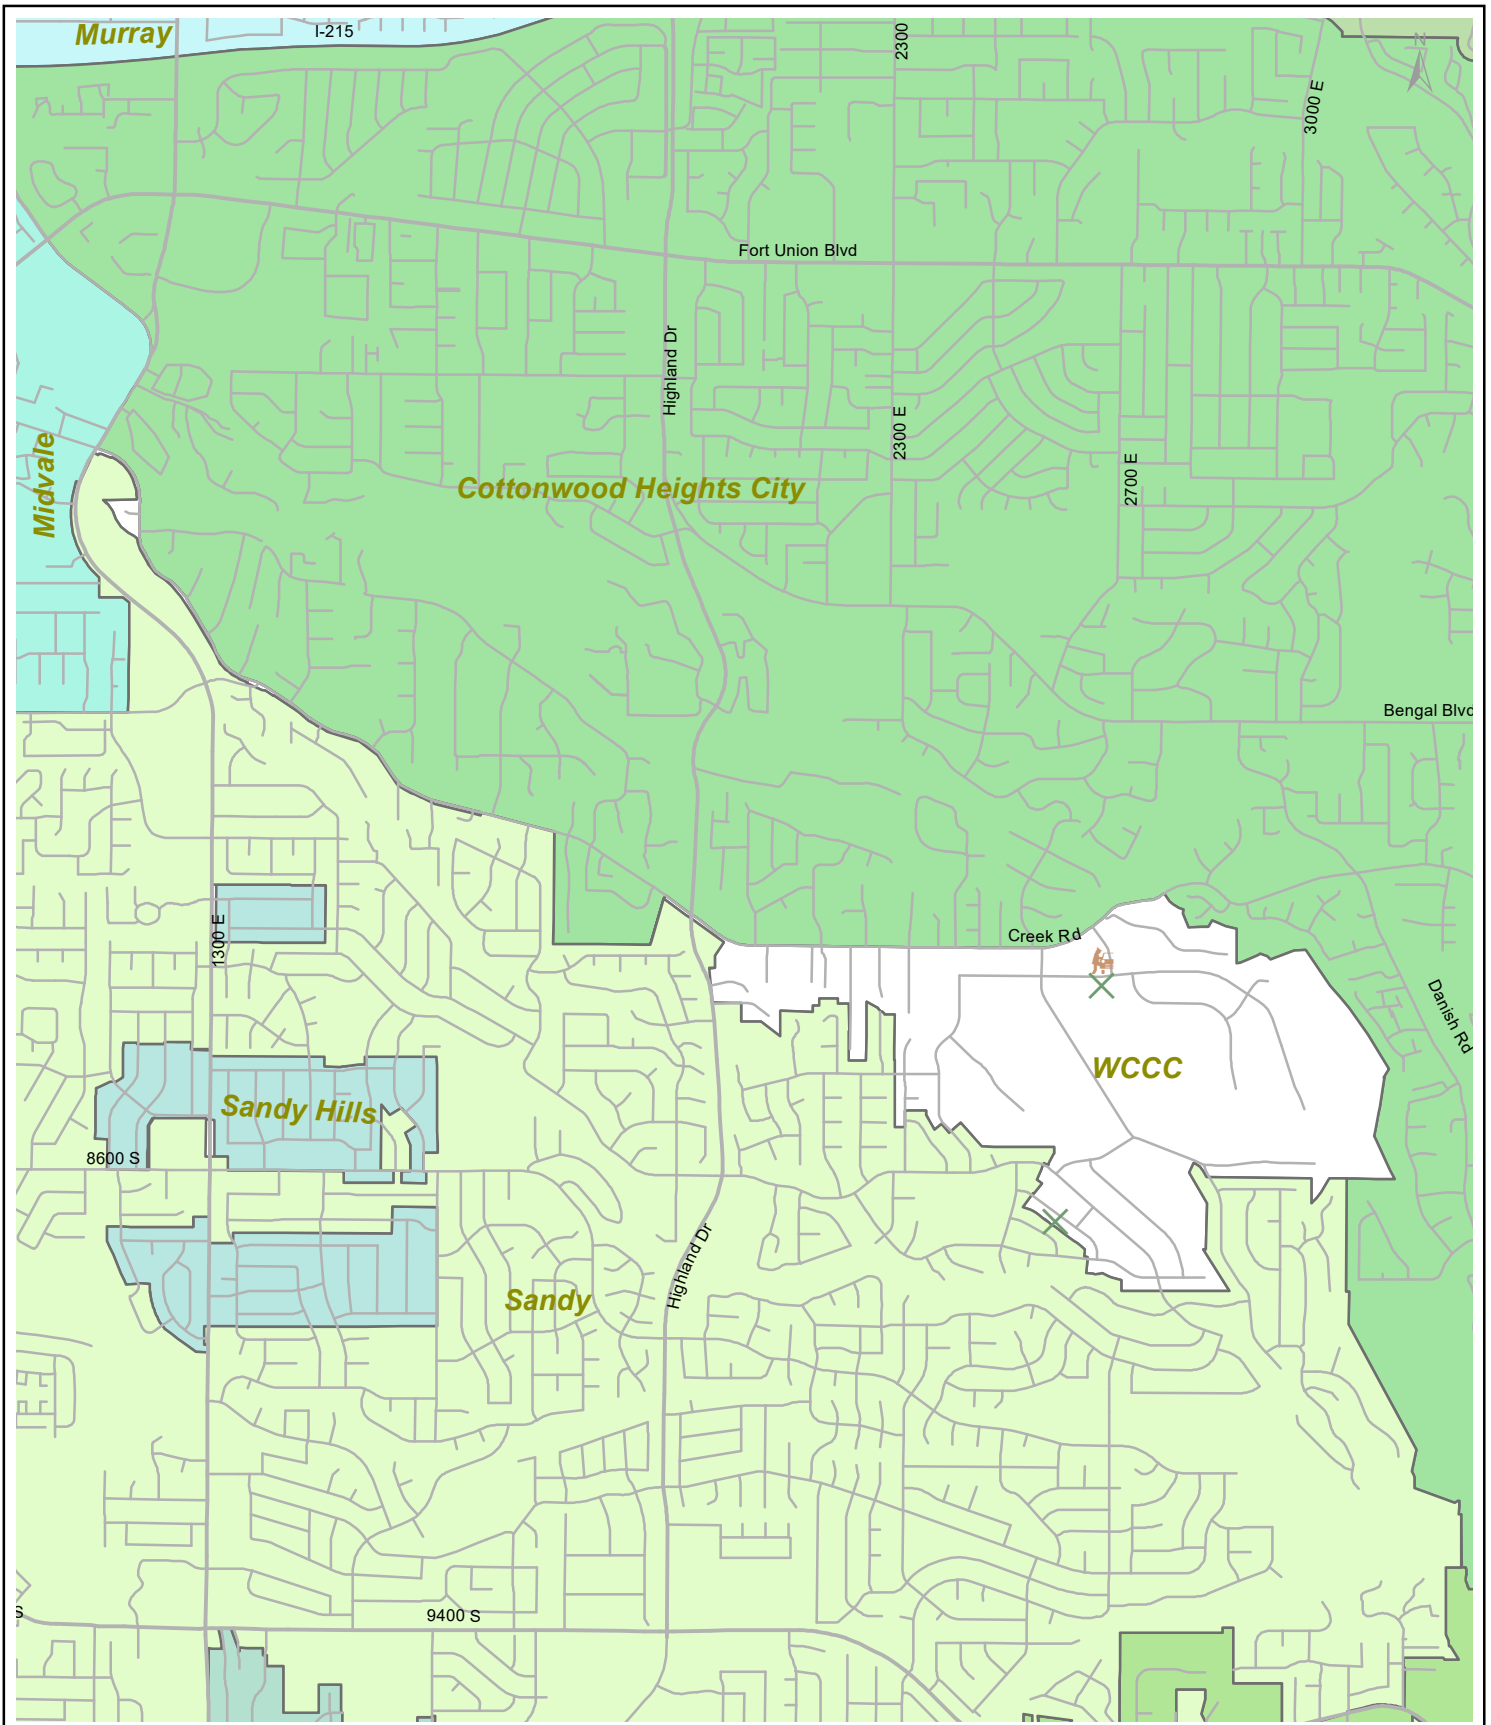 Murray
I-215
2300
N
3000 E
Fort Union Blvd
Highland Dr
2300 E
2700 E
Midvale
Cottonwood Heights City
Bengal Blvd
1300 E
Creek Rd
Danish Rd
WCCC
Sandy Hills
8600 S
Highland Dr
Sandy
S
9400 S